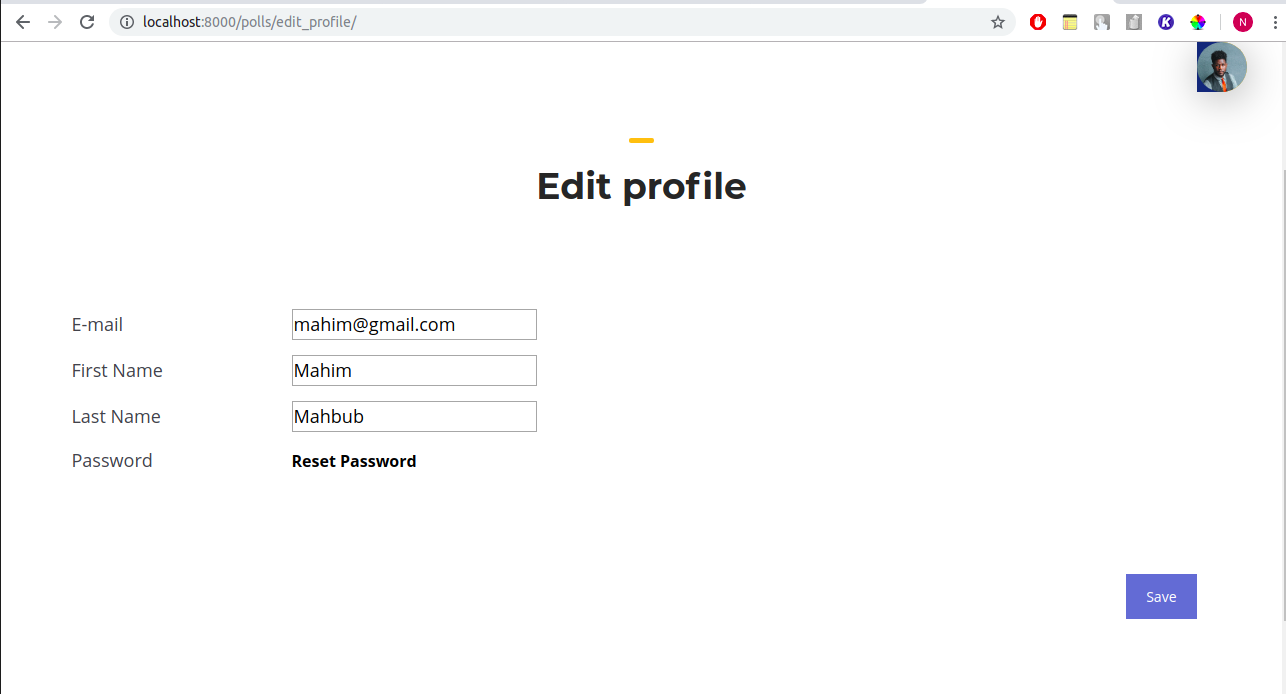 localhost:8000/polls/edit_profile/
K
N
Edit profile
E-mail mahim@gmail.com
First Name Mahim
Last Name Mahbub
Password Reset Password
Save